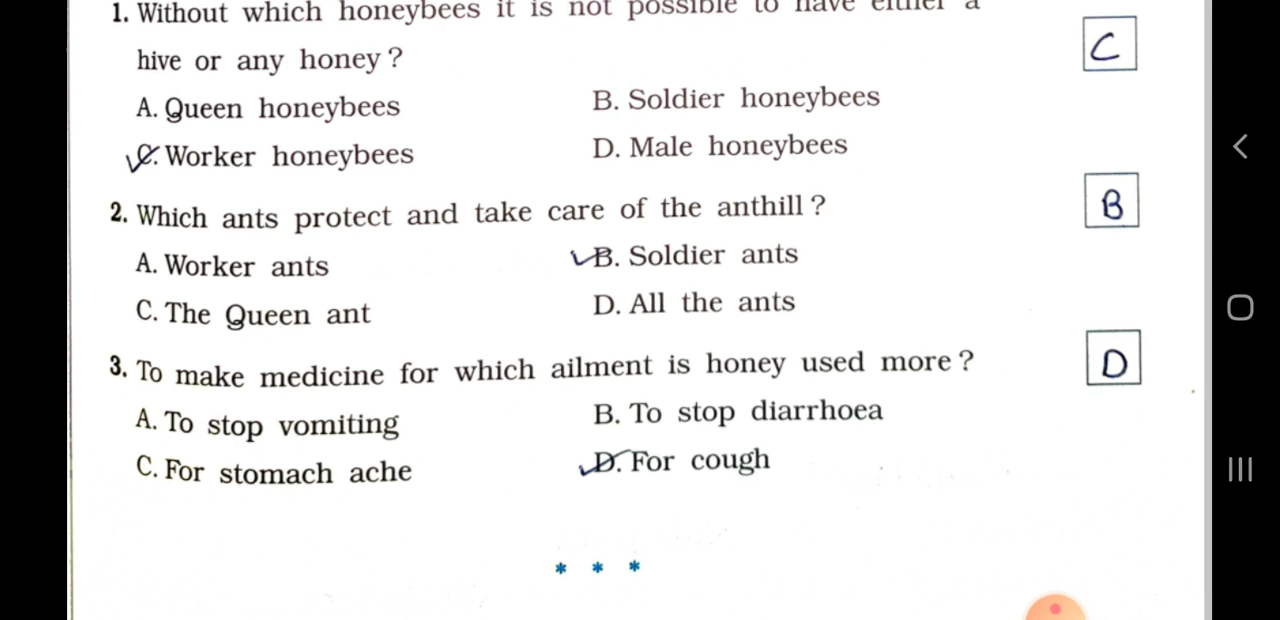 1. Without which honeybees it is not possible to have either a
hive or any honey ?
C
A. Queen honeybees B. Soldier honeybees
C. Worker honeybees D. Male honeybees
2. Which ants protect and take care of the anthill ?
B
A. Worker ants B. Soldier ants
C. The Queen ant D. All the ants
3. To make medicine for which ailment is honey used more ?
D
A. To stop vomiting B. To stop diarrhoea
C. For stomach ache D. For cough
* * *